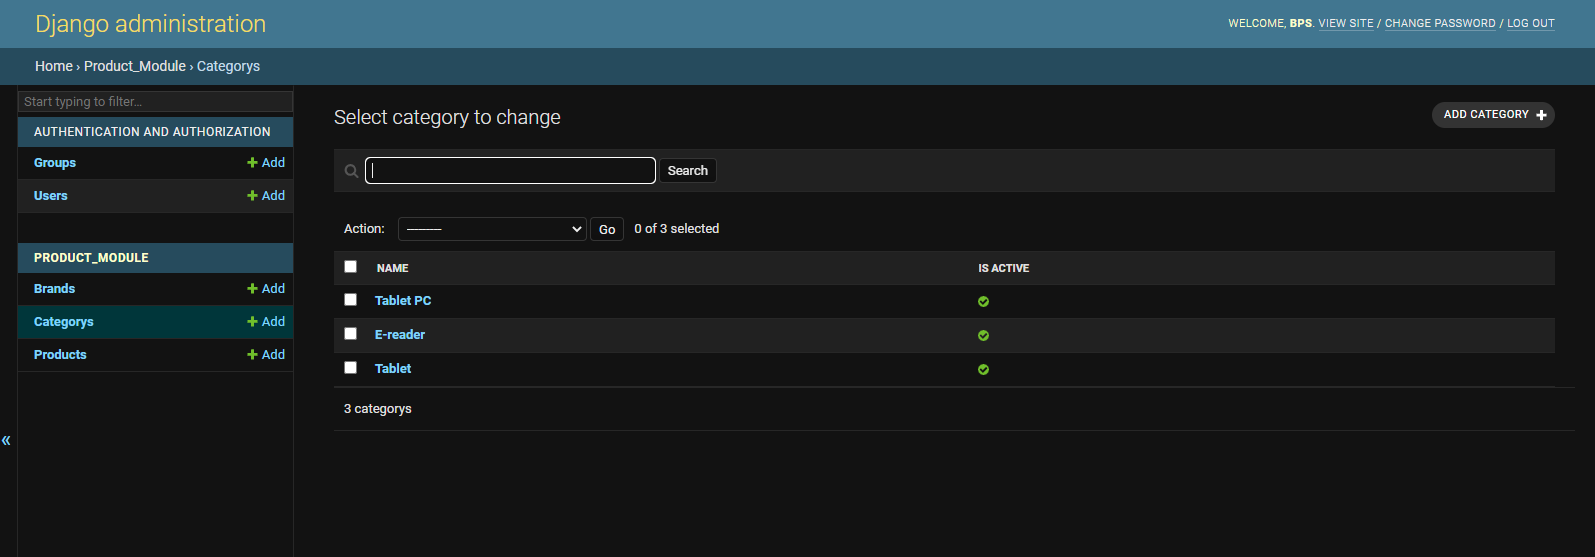 Django administration
WELCOME, BPS. VIEW SITE / CHANGE PASSWORD / LOG OUT
Home › Product_Module › Categorys
Start typing to filter…
AUTHENTICATION AND AUTHORIZATION
Groups + Add
Users + Add
PRODUCT_MODULE
Brands + Add
Categorys + Add
Products + Add
«
Select category to change
ADD CATEGORY +
Search
Action: --------- Go 0 of 3 selected
NAME IS ACTIVE
Tablet PC
E-reader
Tablet
3 categorys